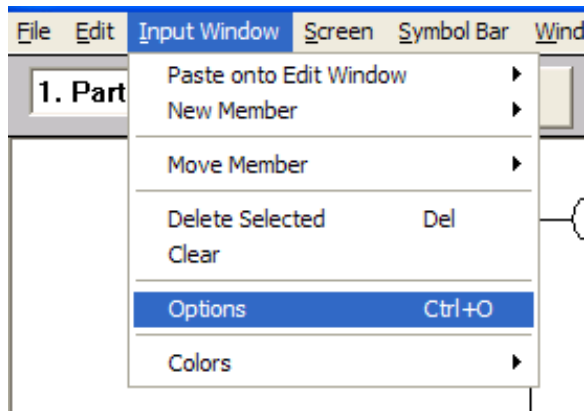 File Edit Input Window Screen Symbol Bar Wind
1. Part
Paste onto Edit Window
New Member
Move Member
Delete Selected Del
Clear
Options Ctrl+O
Colors